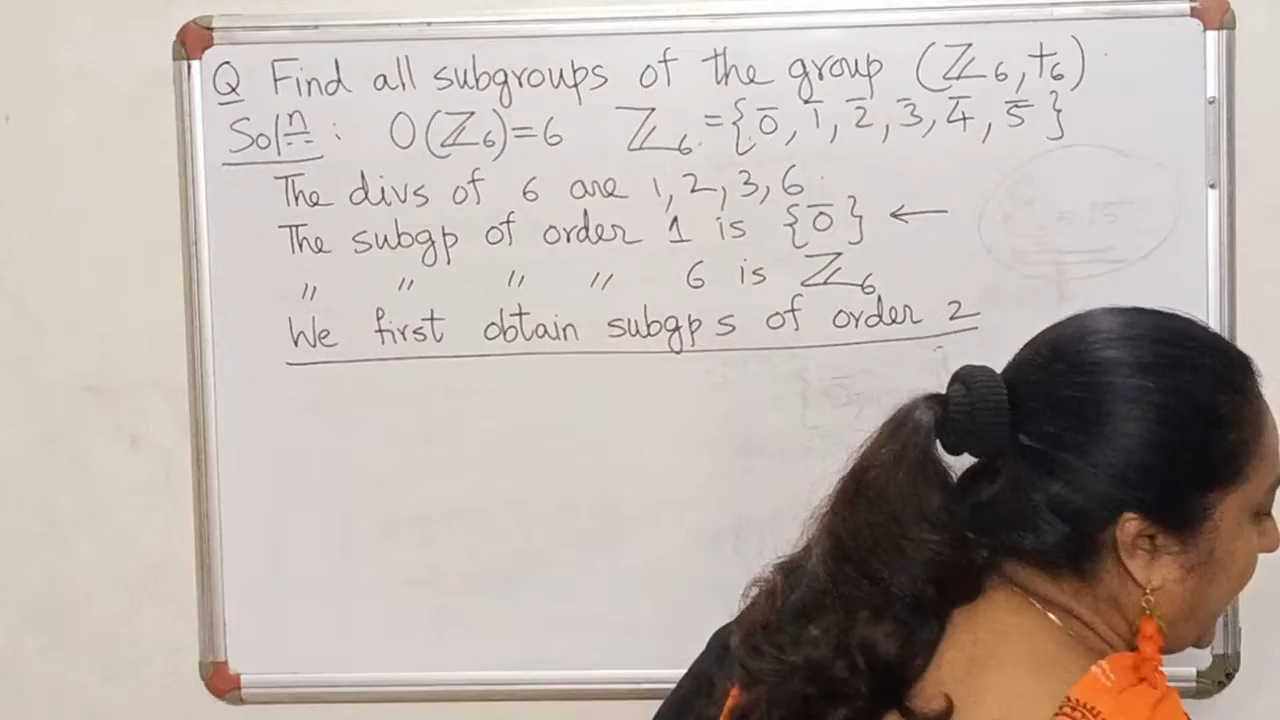 Q Find all subgroups of the group (ℤ₆, +₆)
Solⁿ : O(ℤ₆)=6 ℤ₆ = {0̅, 1̅, 2̅, 3̅, 4̅, 5̅}
The divs of 6 are 1, 2, 3, 6
The subgp of order 1 is {0̅} ←
〃 〃 〃 〃 6 is ℤ₆
We first obtain subgps of order 2